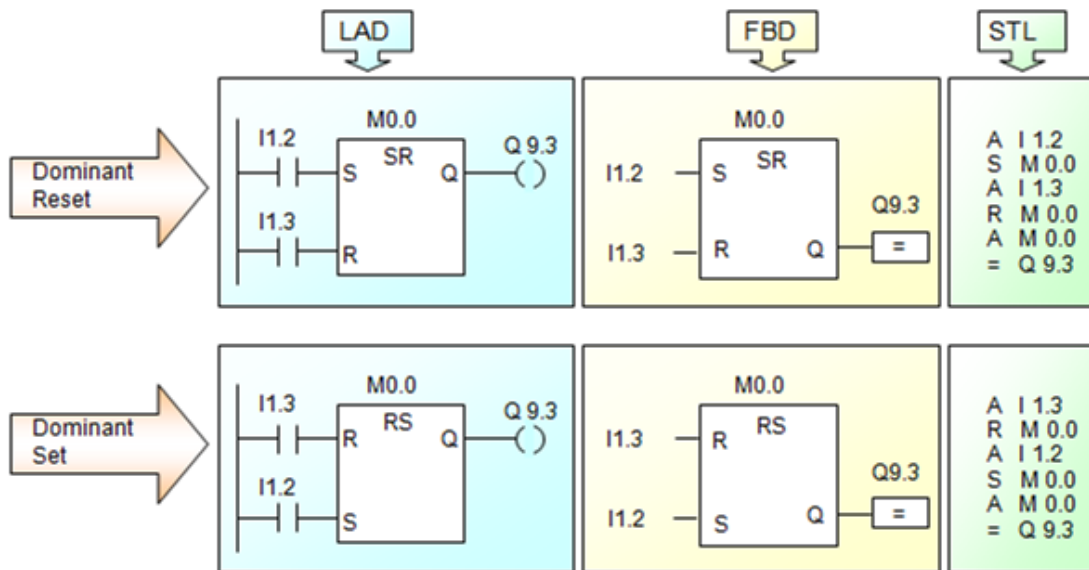 LAD
FBD
STL
Dominant
Reset
M0.0
I1.2
SR
Q 9.3
S
Q
I1.3
R
M0.0
SR
I1.2
S
Q9.3
I1.3
R
Q
=
A I 1.2
S M 0.0
A I 1.3
R M 0.0
A M 0.0
= Q 9.3
Dominant
Set
M0.0
I1.3
RS
Q 9.3
R
Q
I1.2
S
M0.0
RS
I1.3
R
Q9.3
I1.2
S
Q
=
A I 1.3
R M 0.0
A I 1.2
S M 0.0
A M 0.0
= Q 9.3